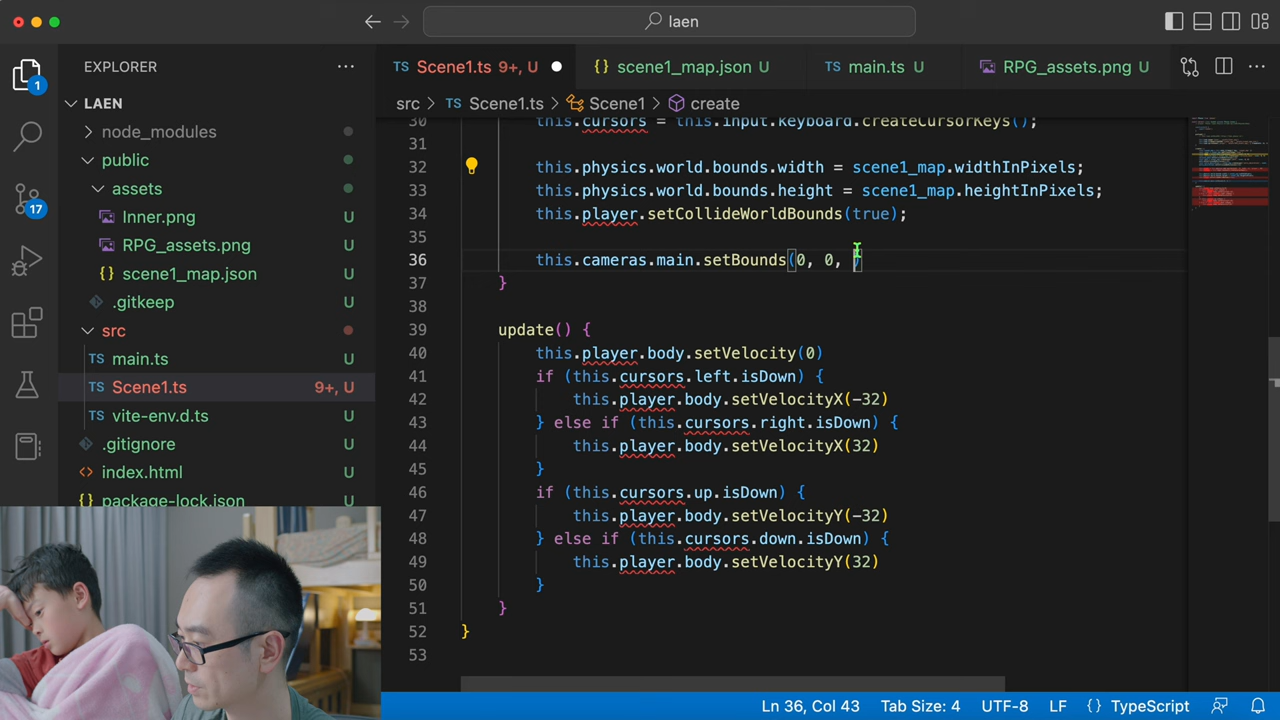 laen
EXPLORER
1
LAEN
node_modules
public
assets
Inner.png U
RPG_assets.png U
scene1_map.json U
.gitkeep U
src
TS main.ts U
TS Scene1.ts 9+, U
TS vite-env.d.ts U
.gitignore U
<> index.html U
{} package-lock.json U
17
TS Scene1.ts 9+, U
{} scene1_map.json U
TS main.ts U
RPG_assets.png U
src > TS Scene1.ts > Scene1 > create
30 this.cursors = this.input.keyboard.createCursorKeys();
31
32 this.physics.world.bounds.width = scene1_map.widthInPixels;
33 this.physics.world.bounds.height = scene1_map.heightInPixels;
34 this.player.setCollideWorldBounds(true);
35
36 this.cameras.main.setBounds(0, 0, )
37 }
38
39 update() {
40 this.player.body.setVelocity(0)
41 if (this.cursors.left.isDown) {
42 this.player.body.setVelocityX(-32)
43 } else if (this.cursors.right.isDown) {
44 this.player.body.setVelocityX(32)
45 }
46 if (this.cursors.up.isDown) {
47 this.player.body.setVelocityY(-32)
48 } else if (this.cursors.down.isDown) {
49 this.player.body.setVelocityY(32)
50 }
51 }
52 }
53
Ln 36, Col 43 Tab Size: 4 UTF-8 LF {} TypeScript